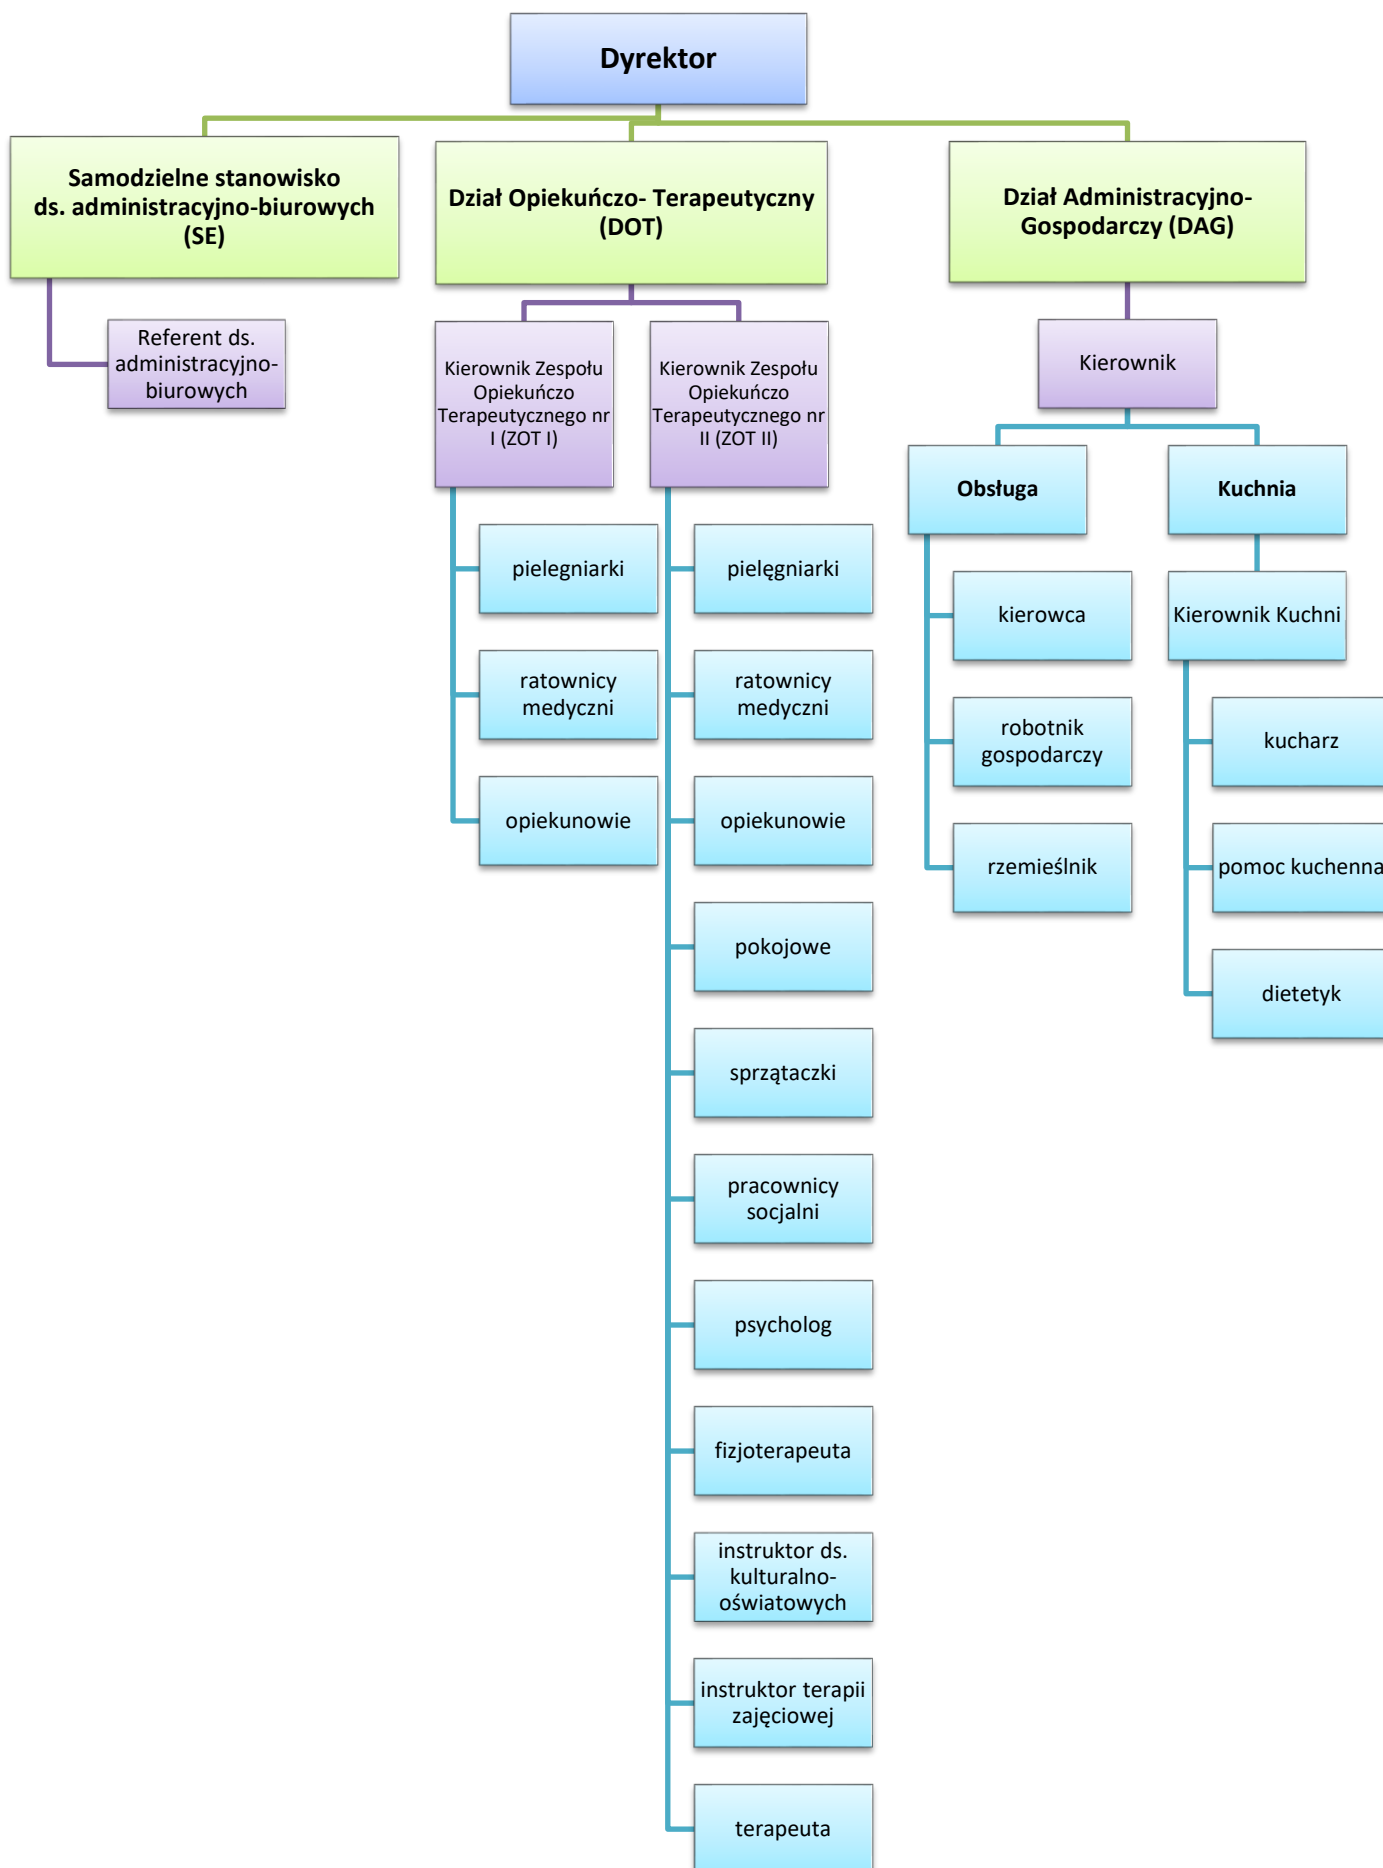 Dyrektor
Samodzielne stanowisko
ds. administracyjno-biurowych
(SE)
Referent ds.
administracyjno-
biurowych
Dział Opiekuńczo- Terapeutyczny
(DOT)
Kierownik Zespołu
Opiekuńczo
Terapeutycznego nr
I (ZOT I)
pielegniarki
ratownicy
medyczni
opiekunowie
Kierownik Zespołu
Opiekuńczo
Terapeutycznego nr
II (ZOT II)
pielęgniarki
ratownicy
medyczni
opiekunowie
pokojowe
sprzątaczki
pracownicy
socjalni
psycholog
fizjoterapeuta
instruktor ds.
kulturalno-
oświatowych
instruktor terapii
zajęciowej
terapeuta
Dział Administracyjno-
Gospodarczy (DAG)
Kierownik
Obsługa
kierowca
robotnik
gospodarczy
rzemieślnik
Kuchnia
Kierownik Kuchni
kucharz
pomoc kuchenna
dietetyk